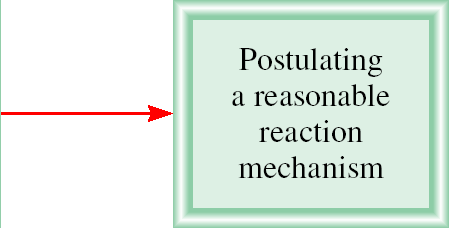 Postulating
a reasonable
reaction
mechanism